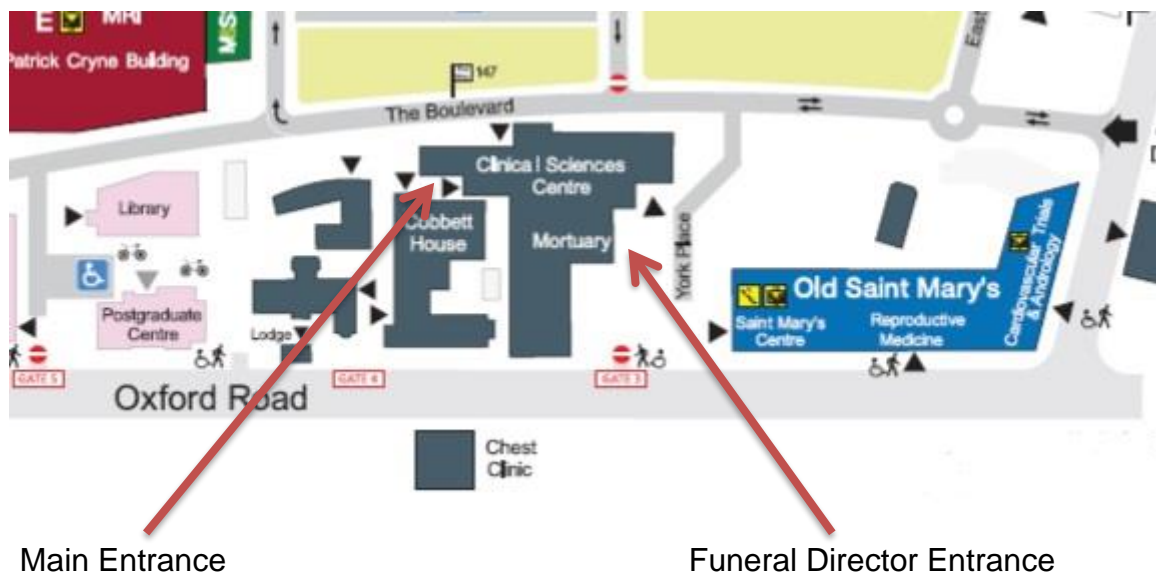 E MRI
M&S
Patrick Cryne Building
East
147
The Boulevard
Clinical Sciences
Centre
Library
Cobbett
House
Mortuary
York Place
Old Saint Mary's
Cardiovascular Trials
& Andrology
Postgraduate
Centre
Saint Mary's
Centre
Reproductive
Medicine
Lodge
GATE 5
GATE 4
GATE 3
Oxford Road
Chest
Clinic
Main Entrance
Funeral Director Entrance